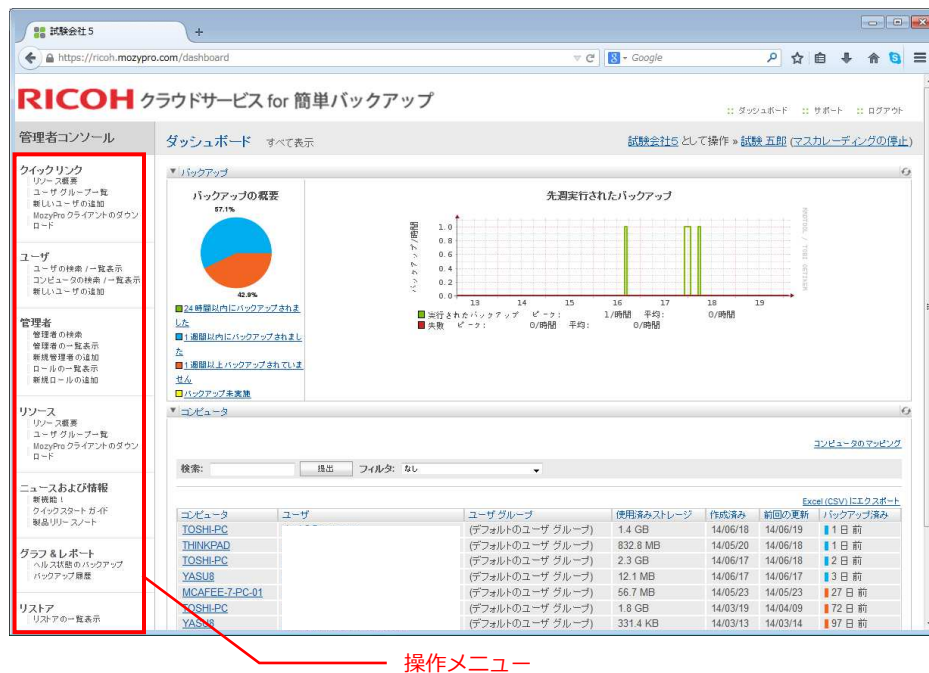 試験会社 5
https://ricoh.mozypro.com/dashboard
Google
RICOH クラウドサービス for 簡単バックアップ
:: ダッシュボード :: サポート :: ログアウト
管理者コンソール
ダッシュボード すべて表示
試験会社5 として操作 » 試験 五郎 (マスカレーディングの停止)
クイック リンク
リソース概要
ユーザ グループ一覧
新しいユーザの追加
MozyPro クライアントのダウン
ロード
ユーザ
ユーザの検索 / 一覧表示
コンピュータの検索 / 一覧表示
新しいユーザの追加
管理者
管理者の検索
管理者の一覧表示
新規管理者の追加
ロールの一覧表示
新規ロールの追加
リソース
リソース概要
ユーザ グループ一覧
MozyPro クライアントのダウン
ロード
ニュースおよび情報
新機能！
クイックスタート ガイド
製品リリース ノート
グラフ & レポート
ヘルス状態のバックアップ
バックアップ履歴
リストア
リストアの一覧表示
バックアップ
バックアップの概要
57.1%
42.9%
24 時間以内にバックアップされま
した
1 週間以内にバックアップされまし
た
1 週間以上バックアップされていま
せん
バックアップ未実施
先週実行されたバックアップ
バックアップ/時間
1.0
0.8
0.6
0.4
0.2
0.0
13 14 15 16 17 18 19
実行されたバックアップ ピーク: 1/時間 平均: 0/時間
失敗 ピーク: 0/時間 平均: 0/時間
RRDTOOL / TOBI OETIKER
コンピュータ
コンピュータのマッピング
検索: 提出 フィルタ: なし
Excel (CSV) にエクスポート
コンピュータ ユーザ ユーザ グループ 使用済みストレージ 作成済み 前回の更新 バックアップ済み
TOSHI-PC (デフォルトのユーザ グループ) 1.4 GB 14/06/18 14/06/19 1 日 前
THINKPAD (デフォルトのユーザ グループ) 832.8 MB 14/05/20 14/06/18 1 日 前
TOSHI-PC (デフォルトのユーザ グループ) 2.3 GB 14/06/17 14/06/18 2 日 前
YASU8 (デフォルトのユーザ グループ) 12.1 MB 14/06/17 14/06/17 3 日 前
MCAFEE-7-PC-01 (デフォルトのユーザ グループ) 56.7 MB 14/05/23 14/05/23 27 日 前
TOSHI-PC (デフォルトのユーザ グループ) 1.8 GB 14/03/19 14/04/09 72 日 前
YASU8 (デフォルトのユーザ グループ) 331.4 KB 14/03/13 14/03/14 97 日 前
操作メニュー